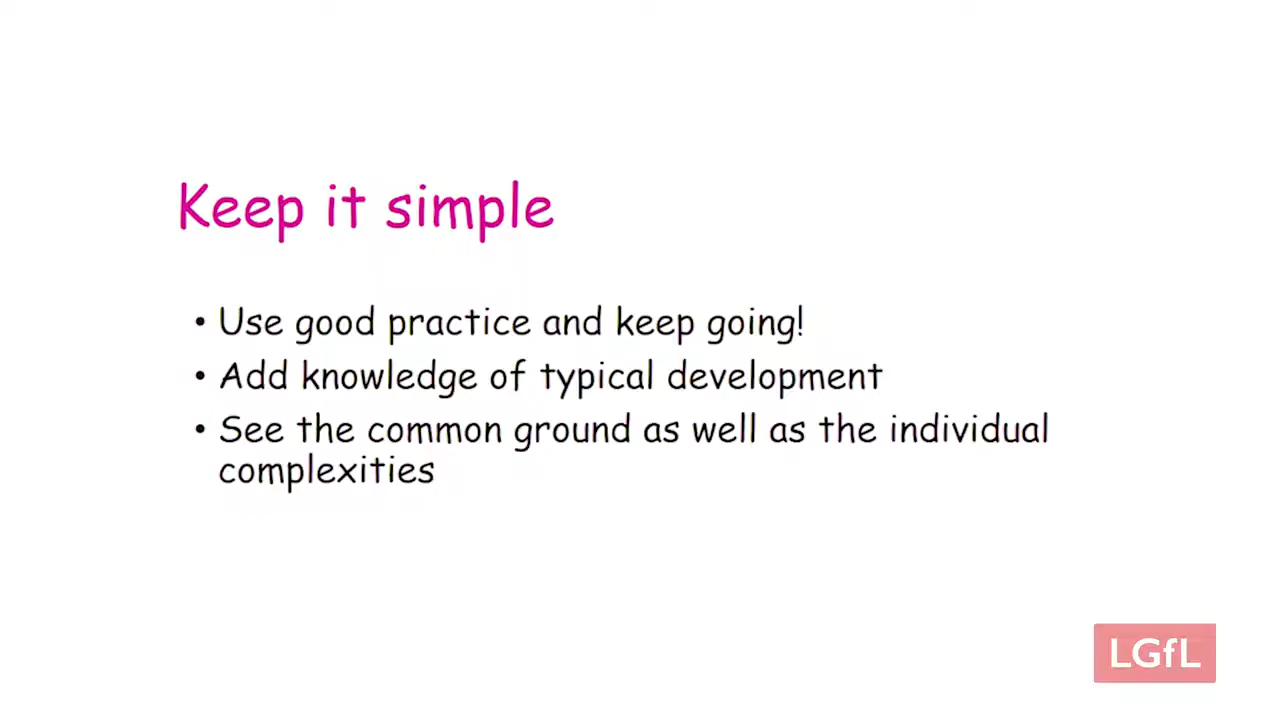 Keep it simple
• Use good practice and keep going!
• Add knowledge of typical development
• See the common ground as well as the individual
complexities
LGfL